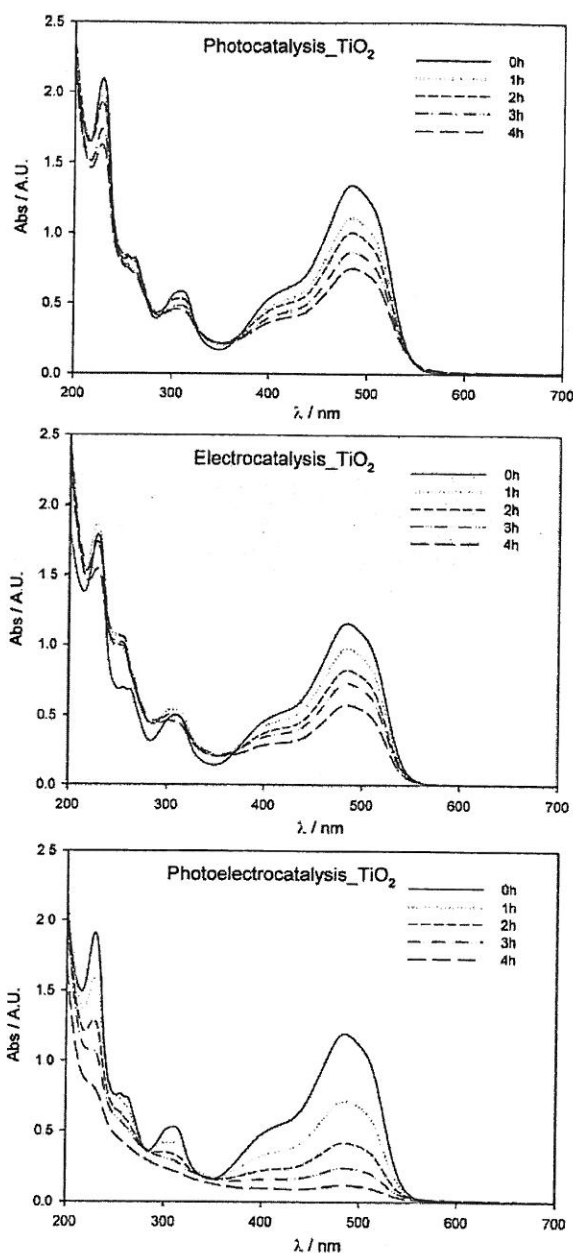 Photocatalysis_TiO2
0h
1h
2h
3h
4h
Abs / A.U.
2.5
2.0
1.5
1.0
0.5
0.0
200 300 400 500 600 700
λ / nm
Electrocatalysis_TiO2
0h
1h
2h
3h
4h
Abs / A.U.
2.5
2.0
1.5
1.0
0.5
0.0
200 300 400 500 600 700
λ / nm
Photoelectrocatalysis_TiO2
0h
1h
2h
3h
4h
Abs / A.U.
2 5
2 0
1.5
1 0
0.5
0.0
200 300 400 500 600 700
λ / nm